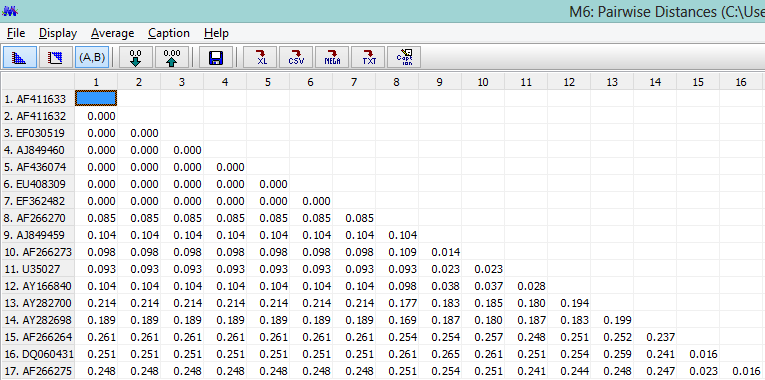 M6: Pairwise Distances (C:\Use
File Display Average Caption Help
(A,B) 0.0 0.00 XL CSV MEGA TXT Capt ion
1 2 3 4 5 6 7 8 9 10 11 12 13 14 15 16
1. AF411633
2. AF411632 0.000
3. EF030519 0.000 0.000
4. AJ849460 0.000 0.000 0.000
5. AF436074 0.000 0.000 0.000 0.000
6. EU408309 0.000 0.000 0.000 0.000 0.000
7. EF362482 0.000 0.000 0.000 0.000 0.000 0.000
8. AF266270 0.085 0.085 0.085 0.085 0.085 0.085 0.085
9. AJ849459 0.104 0.104 0.104 0.104 0.104 0.104 0.104 0.104
10. AF266273 0.098 0.098 0.098 0.098 0.098 0.098 0.098 0.109 0.014
11. U35027 0.093 0.093 0.093 0.093 0.093 0.093 0.093 0.093 0.023 0.023
12. AY166840 0.104 0.104 0.104 0.104 0.104 0.104 0.104 0.098 0.038 0.037 0.028
13. AY282700 0.214 0.214 0.214 0.214 0.214 0.214 0.214 0.177 0.183 0.185 0.180 0.194
14. AY282698 0.189 0.189 0.189 0.189 0.189 0.189 0.189 0.169 0.187 0.180 0.187 0.183 0.199
15. AF266264 0.261 0.261 0.261 0.261 0.261 0.261 0.261 0.254 0.254 0.257 0.248 0.251 0.252 0.237
16. DQ060431 0.251 0.251 0.251 0.251 0.251 0.251 0.251 0.261 0.265 0.261 0.251 0.254 0.259 0.241 0.016
17. AF266275 0.248 0.248 0.248 0.248 0.248 0.248 0.248 0.251 0.254 0.251 0.241 0.244 0.248 0.247 0.023 0.016